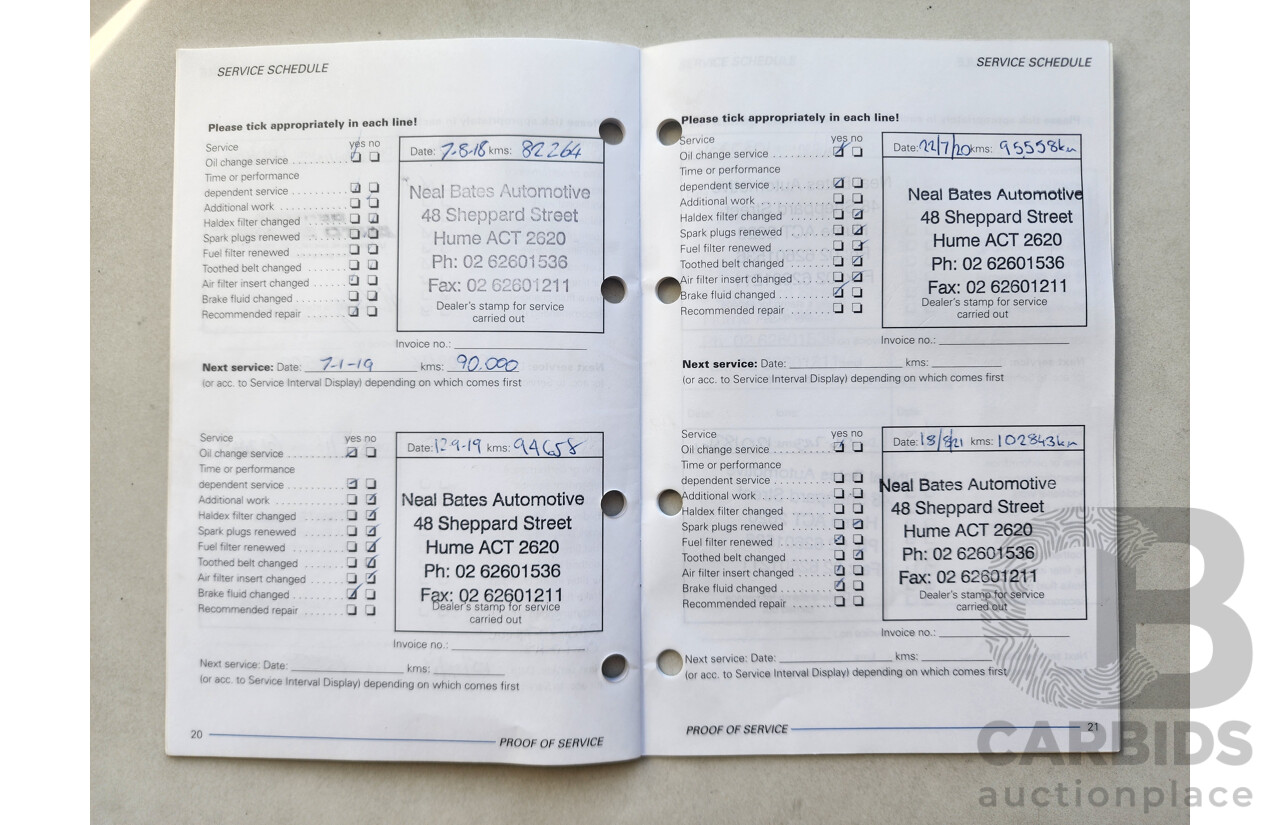 SERVICE SCHEDULE
Please tick appropriately in each line!
Service yes no
Oil change service ............
Time or performance
dependent service ............
Additional work ............
Haldex filter changed ........
Spark plugs renewed ........
Fuel filter renewed ..........
Toothed belt changed .......
Air filter insert changed ......
Brake fluid changed ..........
Recommended repair .......
Date: 7-8-18 kms: 82264
Neal Bates Automotive
48 Sheppard Street
Hume ACT 2620
Ph: 02 62601536
Fax: 02 62601211
Dealer's stamp for service
carried out
Invoice no.:
Next service: Date: 7-1-19 kms: 90.000
(or acc. to Service Interval Display) depending on which comes first
Service yes no
Oil change service ............
Time or performance
dependent service ............
Additional work ............
Haldex filter changed ........
Spark plugs renewed ........
Fuel filter renewed ..........
Toothed belt changed .......
Air filter insert changed ......
Brake fluid changed ..........
Recommended repair .......
Date: 12-9-19 kms: 94658
Neal Bates Automotive
48 Sheppard Street
Hume ACT 2620
Ph: 02 62601536
Fax: 02 62601211
Dealer's stamp for service
carried out
Invoice no.:
Next service: Date: kms:
(or acc. to Service Interval Display) depending on which comes first
20
PROOF OF SERVICE
SERVICE SCHEDULE
Please tick appropriately in each line!
Service yes no
Oil change service ............
Time or performance
dependent service ............
Additional work ............
Haldex filter changed ........
Spark plugs renewed ........
Fuel filter renewed ..........
Toothed belt changed .......
Air filter insert changed ......
Brake fluid changed ..........
Recommended repair .......
Date: 22/7/20 kms: 95558km
Neal Bates Automotive
48 Sheppard Street
Hume ACT 2620
Ph: 02 62601536
Fax: 02 62601211
Dealer's stamp for service
carried out
Invoice no.:
Next service: Date: kms:
(or acc. to Service Interval Display) depending on which comes first
Service yes no
Oil change service ............
Time or performance
dependent service ............
Additional work ............
Haldex filter changed ........
Spark plugs renewed ........
Fuel filter renewed ..........
Toothed belt changed .......
Air filter insert changed ......
Brake fluid changed ..........
Recommended repair .......
Date: 18/8/21 kms: 102843km
Neal Bates Automotive
48 Sheppard Street
Hume ACT 2620
Ph: 02 62601536
Fax: 02 62601211
Dealer's stamp for service
carried out
Invoice no.:
Next service: Date: kms:
(or acc. to Service Interval Display) depending on which comes first
PROOF OF SERVICE
21
CB
CARBIDS
auctionplace